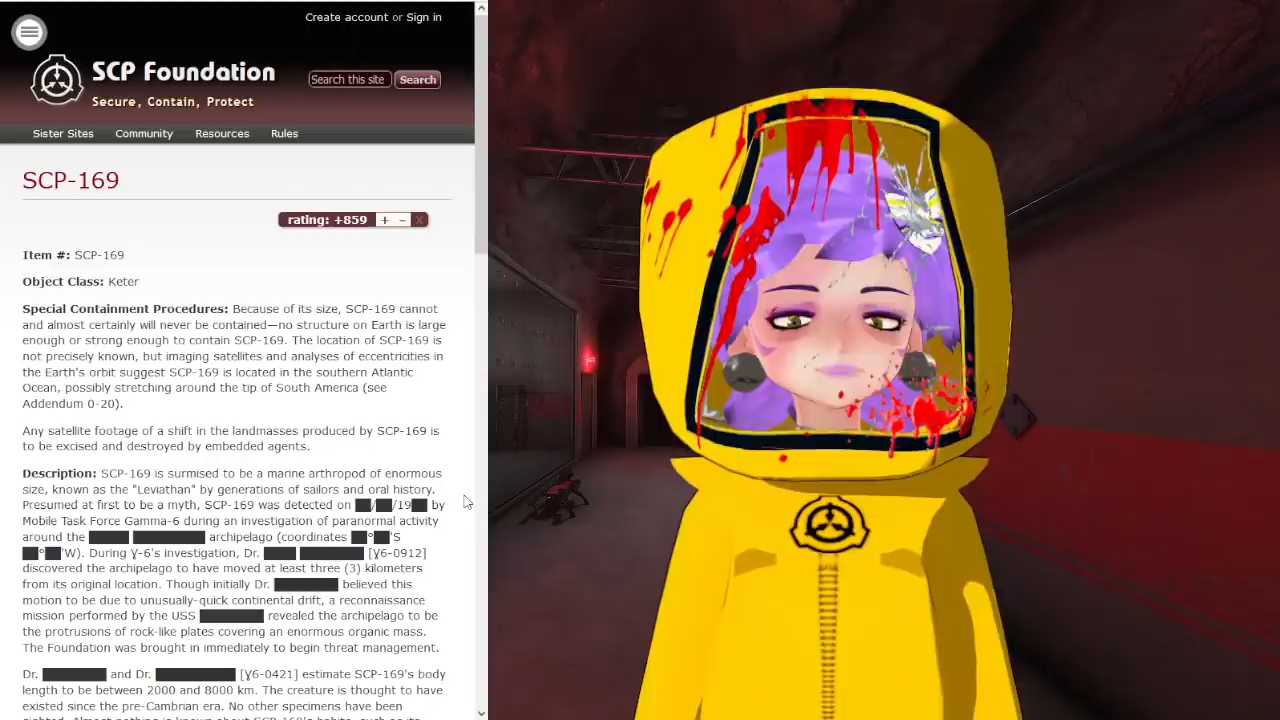 Create account or Sign in
SCP Foundation
Search this site Search
Secure, Contain, Protect
Sister Sites Community Resources Rules
SCP-169
rating: +859 + – X
Item #: SCP-169
Object Class: Keter
Special Containment Procedures: Because of its size, SCP-169 cannot
and almost certainly will never be contained—no structure on Earth is large
enough or strong enough to contain SCP-169. The location of SCP-169 is
not precisely known, but imaging satellites and analyses of eccentricities in
the Earth's orbit suggest SCP-169 is located in the southern Atlantic
Ocean, possibly stretching around the tip of South America (see
Addendum 0-20).
Any satellite footage of a shift in the landmasses produced by SCP-169 is
to be excised and destroyed by embedded agents.
Description: SCP-169 is surmised to be a marine arthropod of enormous
size, known as the "Leviathan" by generations of sailors and oral history.
Presumed at first to be a myth, SCP-169 was detected on ██/██/19██ by
Mobile Task Force Gamma-6 during an investigation of paranormal activity
around the █████ █████████ archipelago (coordinates ██°██'S
██°██'W). During Ɣ-6's investigation, Dr. ████ ████████ [Ɣ6-0912]
discovered the archipelago to have moved at least three (3) kilometers
from its original location. Though initially Dr. ████████ believed this
motion to be due to unusually-quick continental drift, a reconnaissance
mission performed by the USS ████████ revealed the archipelago to be
the protrusions of rock-like plates covering an enormous organic mass.
The Foundation was brought in immediately to begin threat management.
Dr. ████████ and Dr. ██████████ [Ɣ6-0421] estimate SCP-169's body
length to be between 2000 and 8000 km. The creature is thought to have
existed since the pre-Cambrian era. No other specimens have been